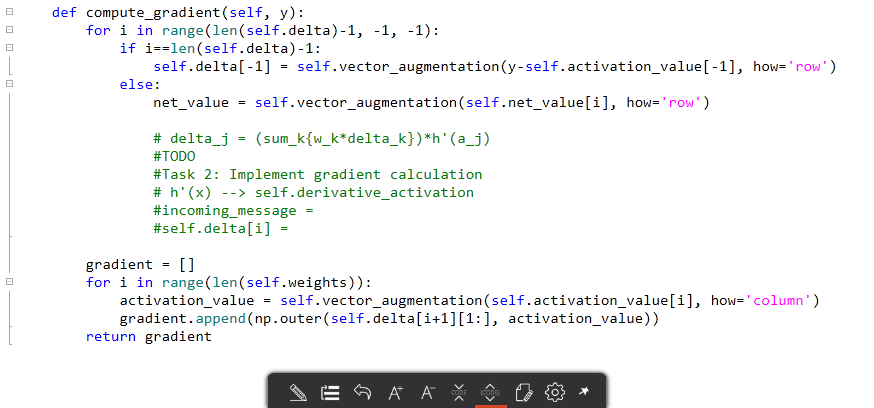 def compute_gradient(self, y):
for i in range(len(self.delta)-1, -1, -1):
if i==len(self.delta)-1:
self.delta[-1] = self.vector_augmentation(y-self.activation_value[-1], how='row')
else:
net_value = self.vector_augmentation(self.net_value[i], how='row')
# delta_j = (sum_k{w_k*delta_k})*h'(a_j)
#TODO
#Task 2: Implement gradient calculation
# h'(x) --> self.derivative_activation
#incoming_message =
#self.delta[i] =
gradient = []
for i in range(len(self.weights)):
activation_value = self.vector_augmentation(self.activation_value[i], how='column')
gradient.append(np.outer(self.delta[i+1][1:], activation_value))
return gradient
A+ A- CODE (CODE)